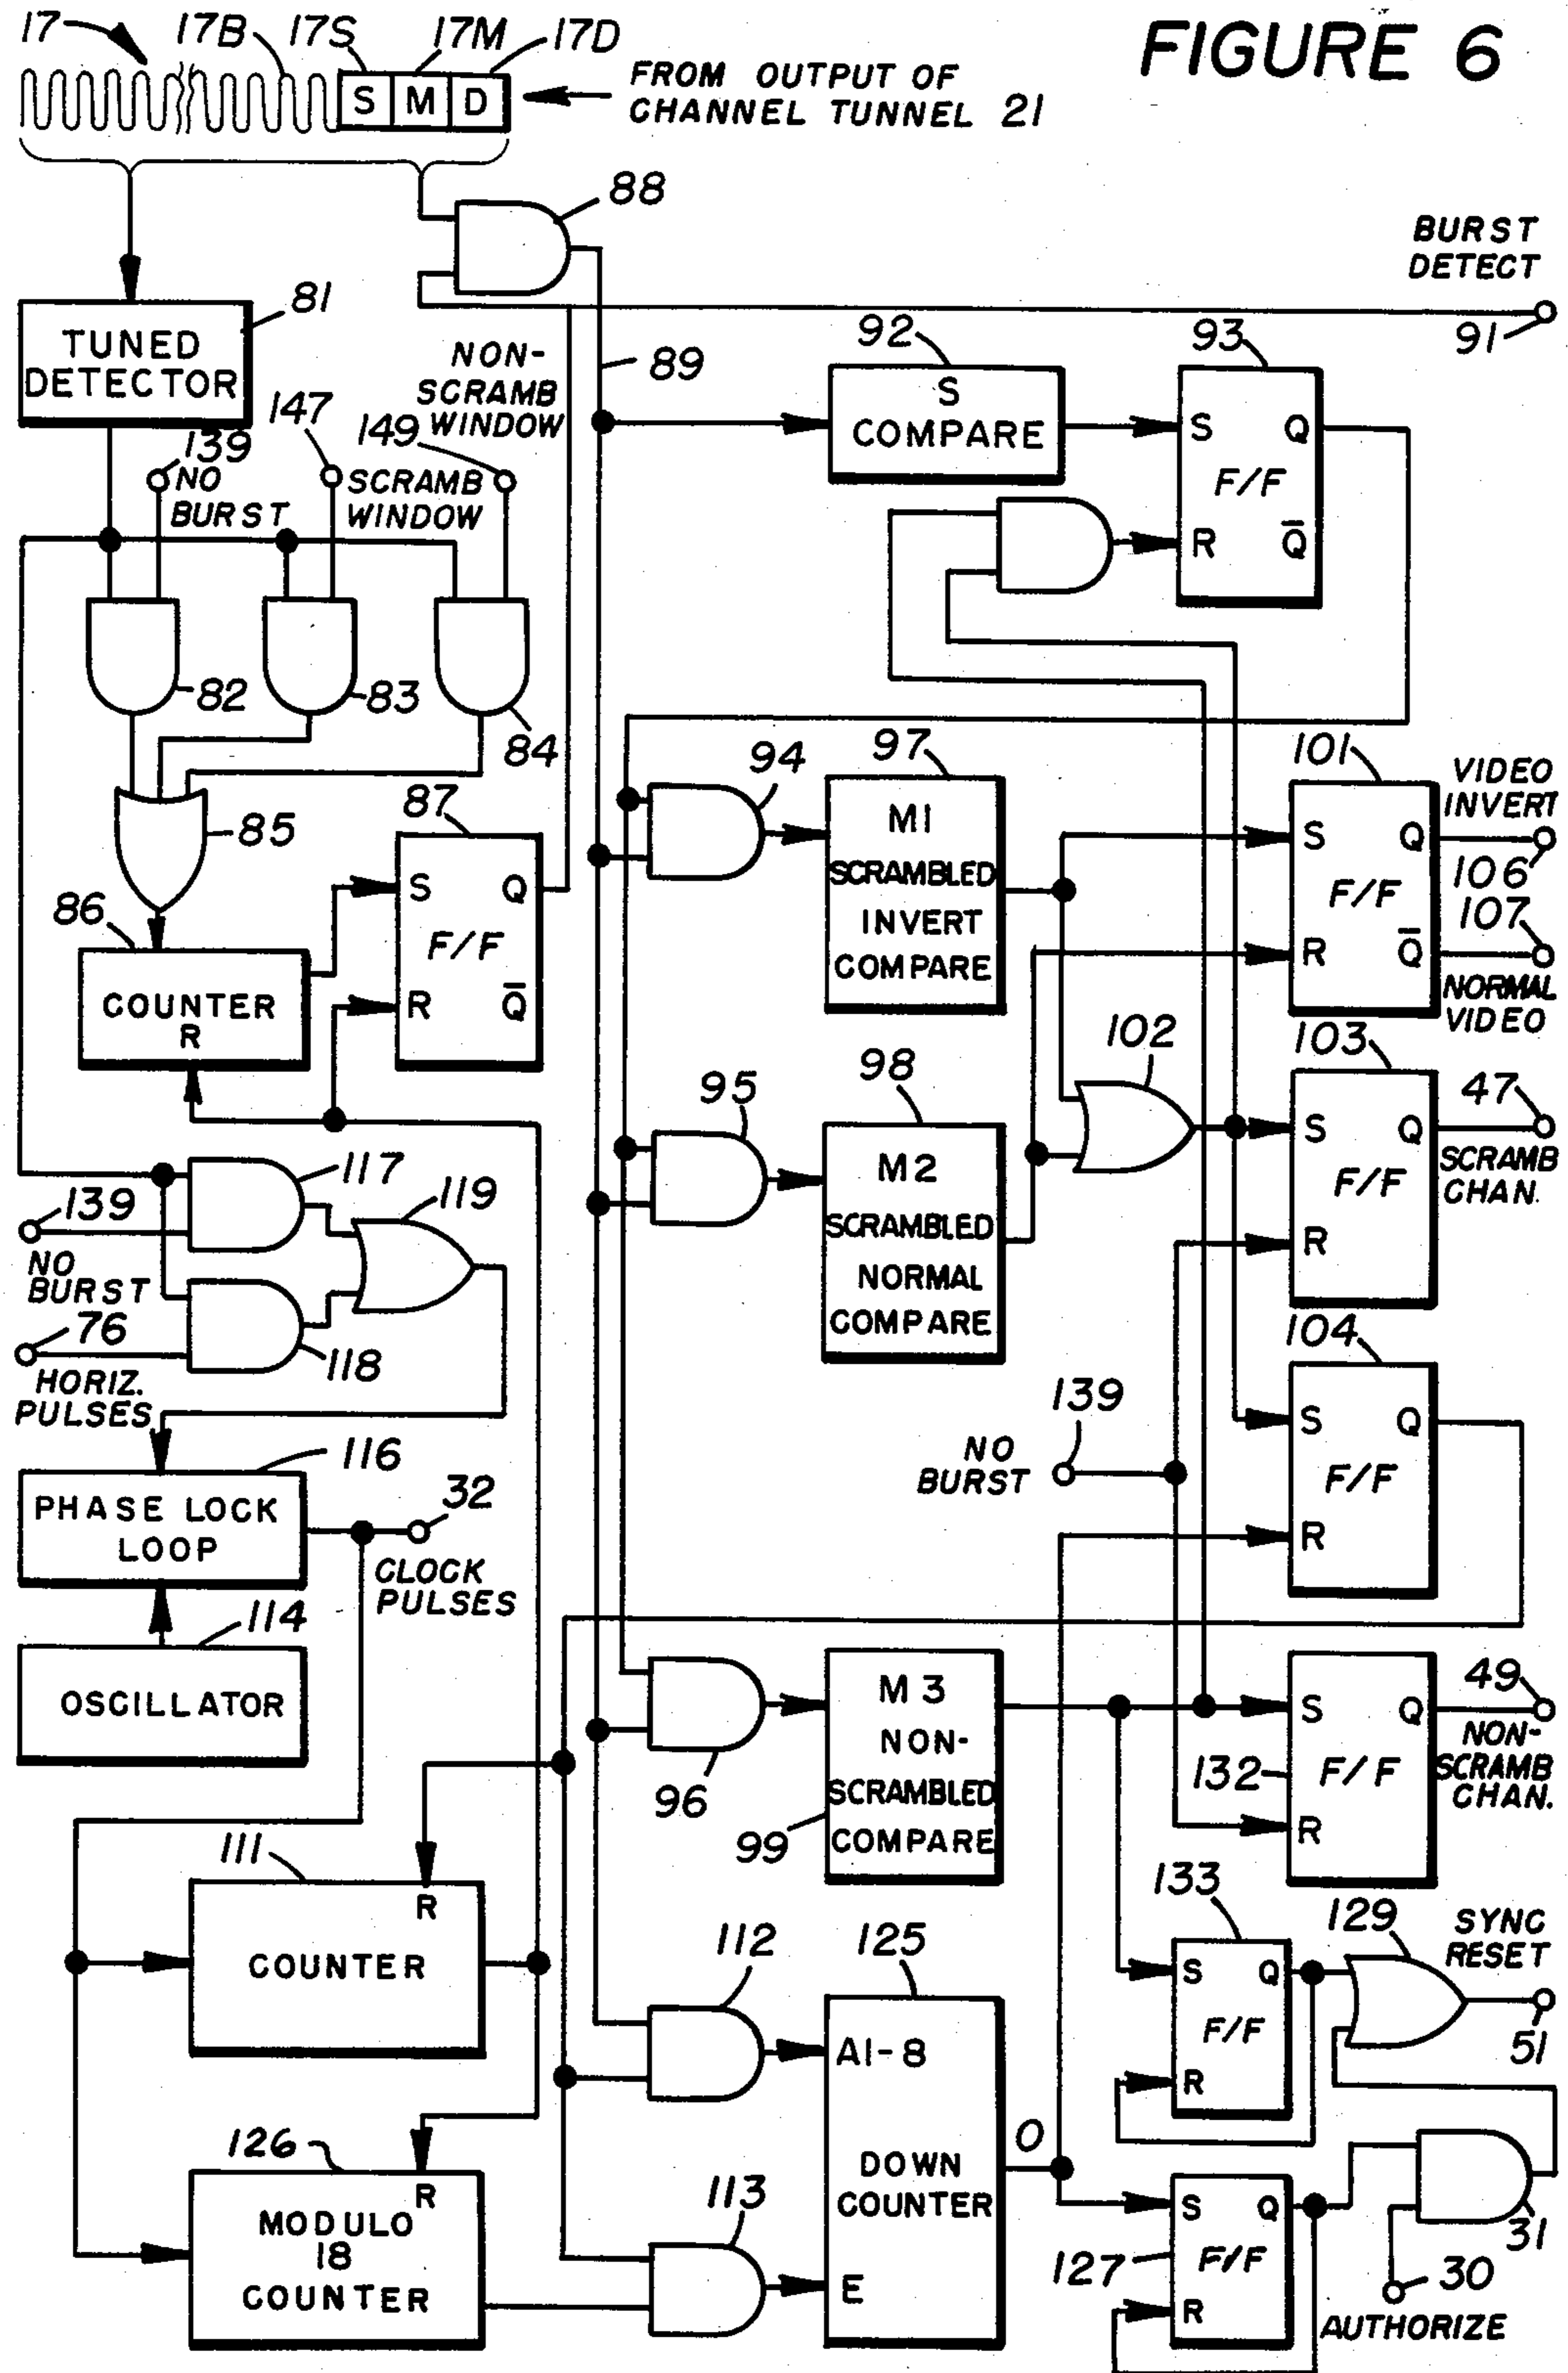 FIGURE 6
17
17B
17S
17M
17D
S M D
FROM OUTPUT OF
CHANNEL TUNNEL 21
88
BURST
DETECT
91
81
TUNED
DETECTOR
89
NON-
SCRAMB
WINDOW
147
149
139
NO
BURST
SCRAMB
WINDOW
92
S
COMPARE
93
S Q
F/F
R Q̅
82
83
84
85
86
COUNTER
R
87
S Q
F/F
R Q̅
94
97
M1
SCRAMBLED
INVERT
COMPARE
101
S Q
F/F
R Q̅
VIDEO
INVERT
106
107
NORMAL
VIDEO
95
98
M2
SCRAMBLED
NORMAL
COMPARE
102
103
S Q
F/F
R
47
SCRAMB
CHAN.
117
119
139
NO
BURST
76
118
HORIZ.
PULSES
104
S Q
F/F
R
139
NO
BURST
116
PHASE LOCK
LOOP
32
CLOCK
PULSES
114
OSCILLATOR
96
99
M3
NON-
SCRAMBLED
COMPARE
S Q
132
F/F
R
49
NON-
SCRAMB
CHAN.
111
R
COUNTER
112
125
A1-8
DOWN
COUNTER
E
O
133
S Q
F/F
R
129
SYNC
RESET
51
126
R
MODULO
18
COUNTER
113
127
S Q
F/F
R
31
30
AUTHORIZE